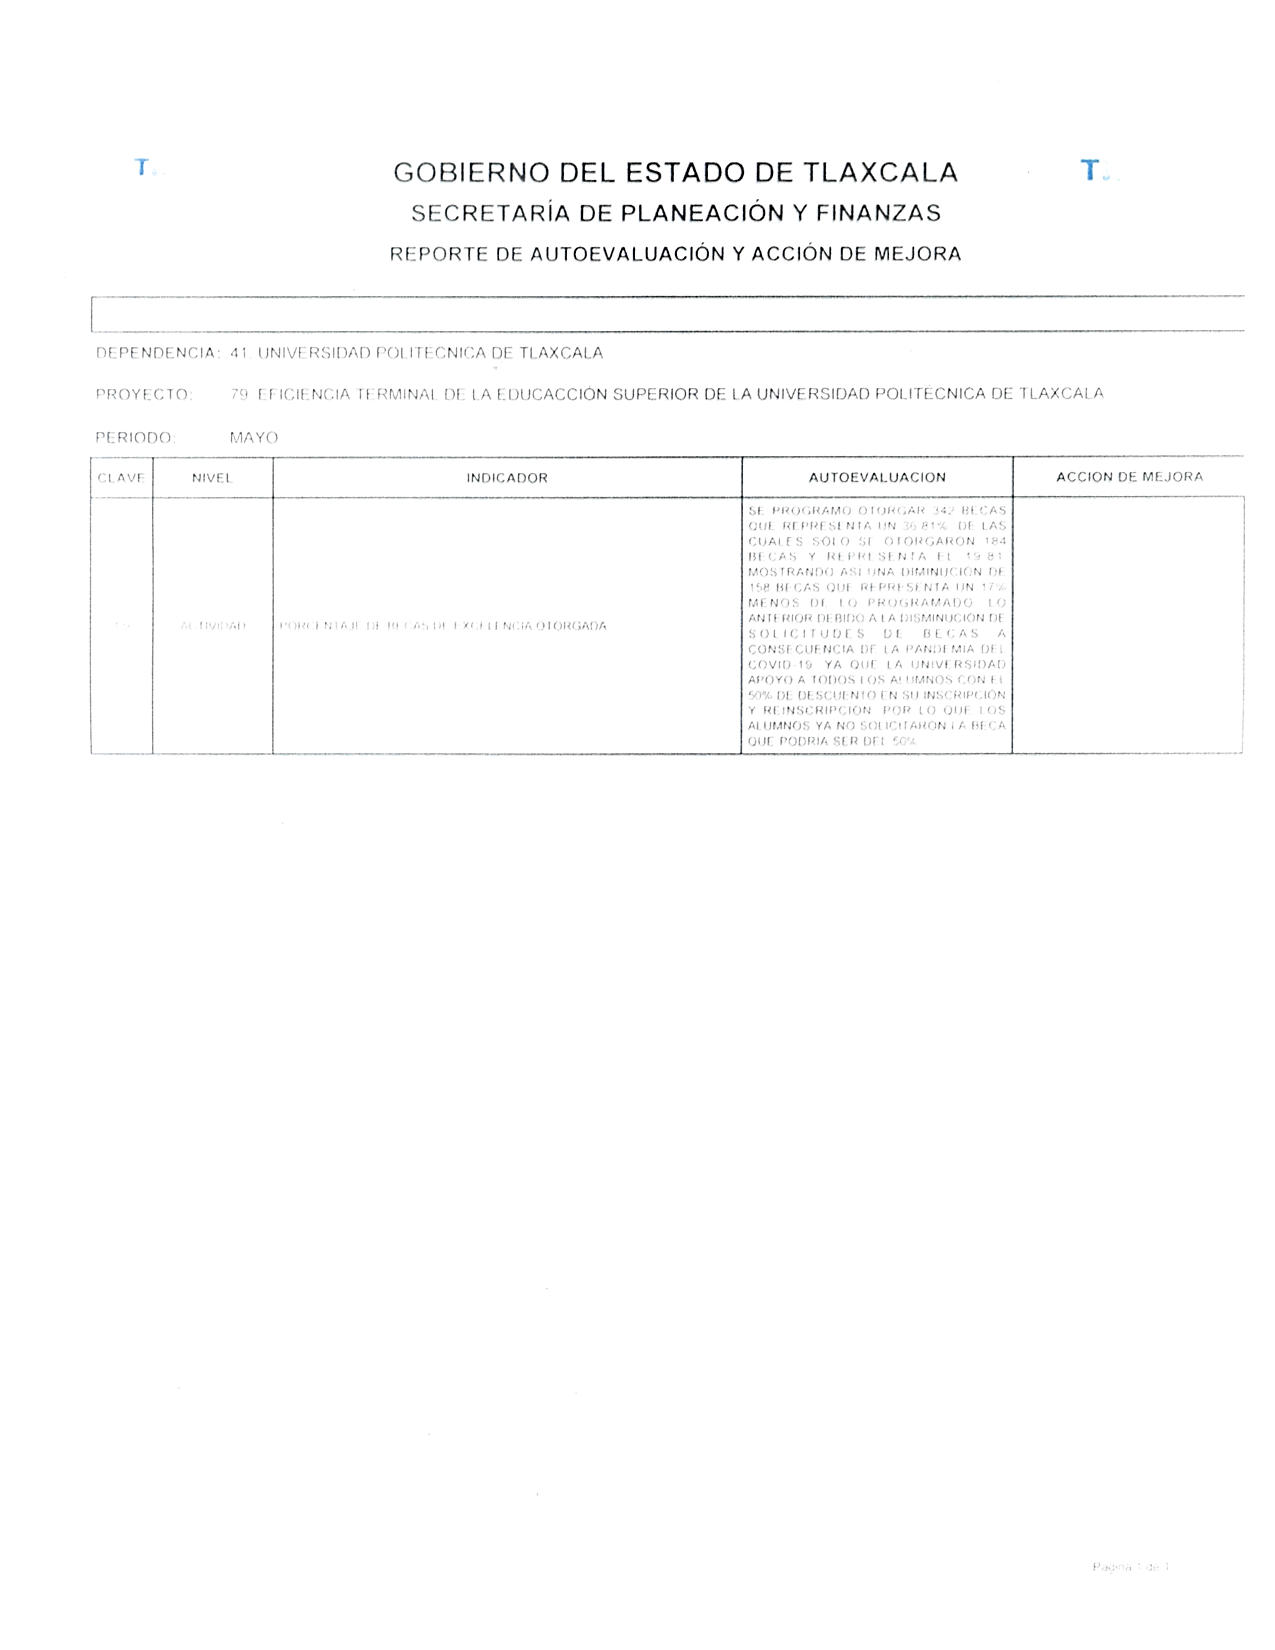 T.
GOBIERNO DEL ESTADO DE TLAXCALA
T.
SECRETARÍA DE PLANEACIÓN Y FINANZAS
REPORTE DE AUTOEVALUACIÓN Y ACCIÓN DE MEJORA
DEPENDENCIA: 41 UNIVERSIDAD POLITECNICA DE TLAXCALA
PROYECTO: 79 EFICIENCIA TERMINAL DE LA EDUCACCIÓN SUPERIOR DE LA UNIVERSIDAD POLITÉCNICA DE TLAXCALA
PERIODO: MAYO
CLAVE NIVEL INDICADOR AUTOEVALUACION ACCION DE MEJORA
ACTIVIDAD
PORCENTAJE DE BECAS DE EXCELENCIA OTORGADA
SE PROGRAMO OTORGAR 342 BECAS
QUE REPRESENTA UN 36.81% DE LAS
CUALES SOLO SE OTORGARON 184
BECAS Y REPRESENTA EL 19.81
MOSTRANDO ASI UNA DIMINUCION DE
158 BECAS QUE REPRESENTA UN 17%
MENOS DE LO PROGRAMADO LO
ANTERIOR DEBIDO A LA DISMINUCION DE
SOLICITUDES DE BECAS A
CONSECUENCIA DE LA PANDEMIA DEL
COVID-19 YA QUE LA UNIVERSIDAD
APOYO A TODOS LOS ALUMNOS CON EL
50% DE DESCUENTO EN SU INSCRIPCIÓN
Y REINSCRIPCION POR LO QUE LOS
ALUMNOS YA NO SOLICITARON LA BECA
QUE PODRIA SER DEL 50%
Página 1 de 1